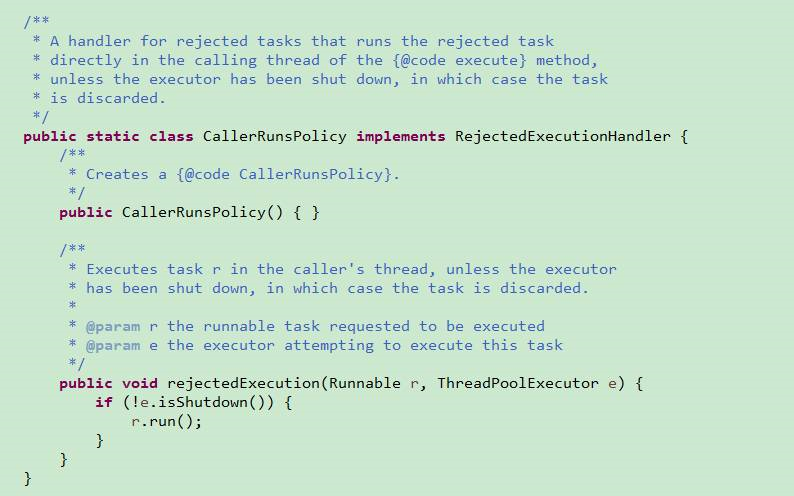 /**
 * A handler for rejected tasks that runs the rejected task
 * directly in the calling thread of the {@code execute} method,
 * unless the executor has been shut down, in which case the task
 * is discarded.
 */
public static class CallerRunsPolicy implements RejectedExecutionHandler {
    /**
     * Creates a {@code CallerRunsPolicy}.
     */
    public CallerRunsPolicy() { }

    /**
     * Executes task r in the caller's thread, unless the executor
     * has been shut down, in which case the task is discarded.
     *
     * @param r the runnable task requested to be executed
     * @param e the executor attempting to execute this task
     */
    public void rejectedExecution(Runnable r, ThreadPoolExecutor e) {
        if (!e.isShutdown()) {
            r.run();
        }
    }
}